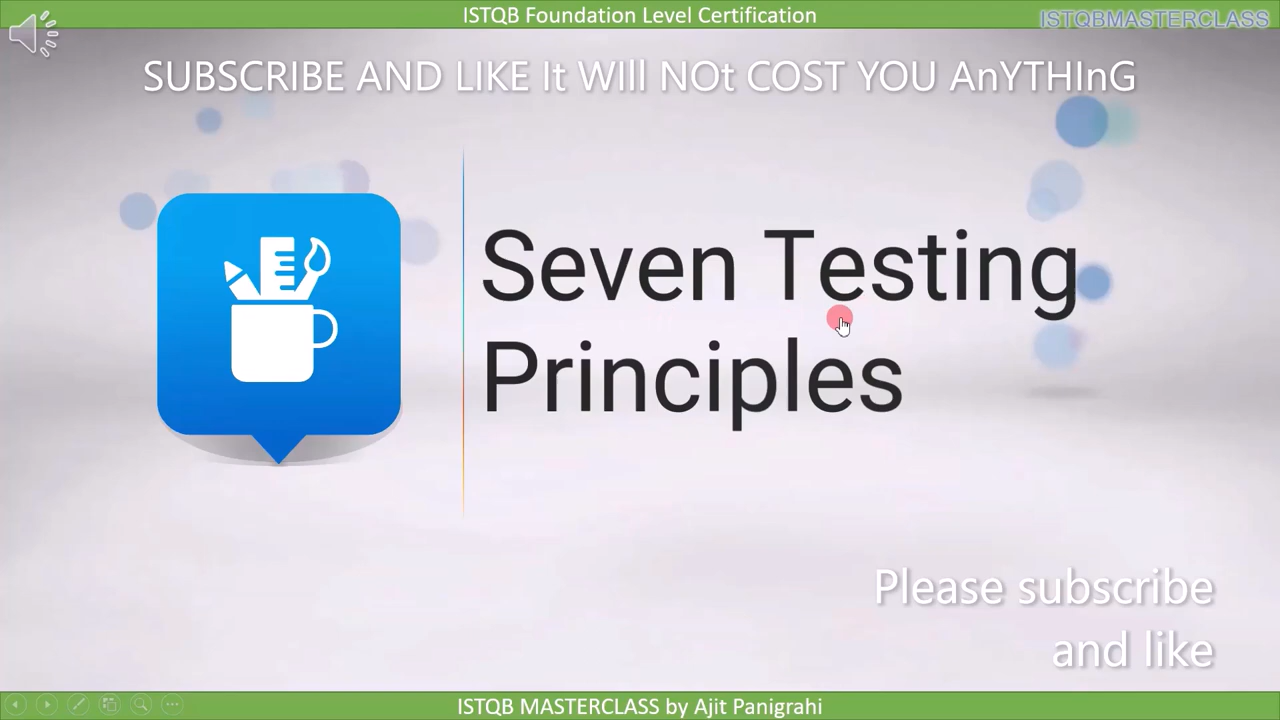 ISTQB Foundation Level Certification
ISTQBMASTERCLASS
SUBSCRIBE AND LIKE It WIll NOt COST YOU AnYTHInG
Seven Testing
Principles
Please subscribe
and like
ISTQB MASTERCLASS by Ajit Panigrahi